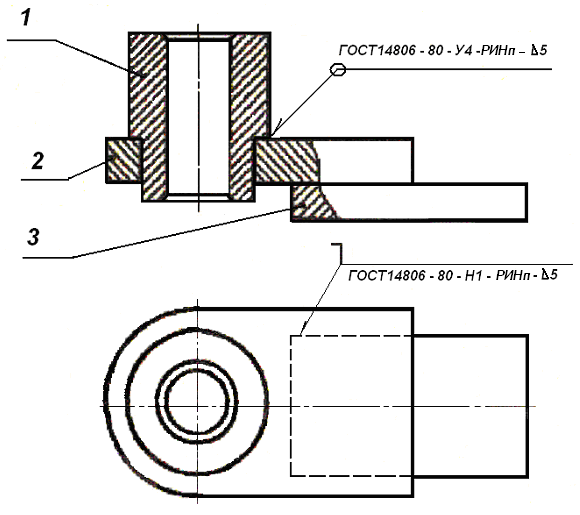 1
ГОСТ14806 - 80 - У4 -РИНп – ⊿5
2
3
ГОСТ14806 - 80 - Н1 - РИНп - ⊿5